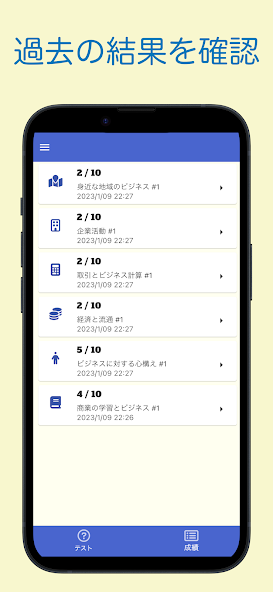 過去の結果を確認
2 / 10
身近な地域のビジネス #1
2023/1/09 22:27
2 / 10
企業活動 #1
2023/1/09 22:27
2 / 10
取引とビジネス計算 #1
2023/1/09 22:27
2 / 10
経済と流通 #1
2023/1/09 22:27
5 / 10
ビジネスに対する心構え #1
2023/1/09 22:27
4 / 10
商業の学習とビジネス #1
2023/1/09 22:26
テスト
成績